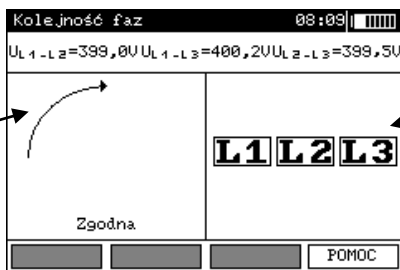 Kolejność faz 08:09
UL1-L2=399,0V UL1-L3=400,2V UL2-L3=399,5V
L1 L2 L3
Zgodna
POMOC